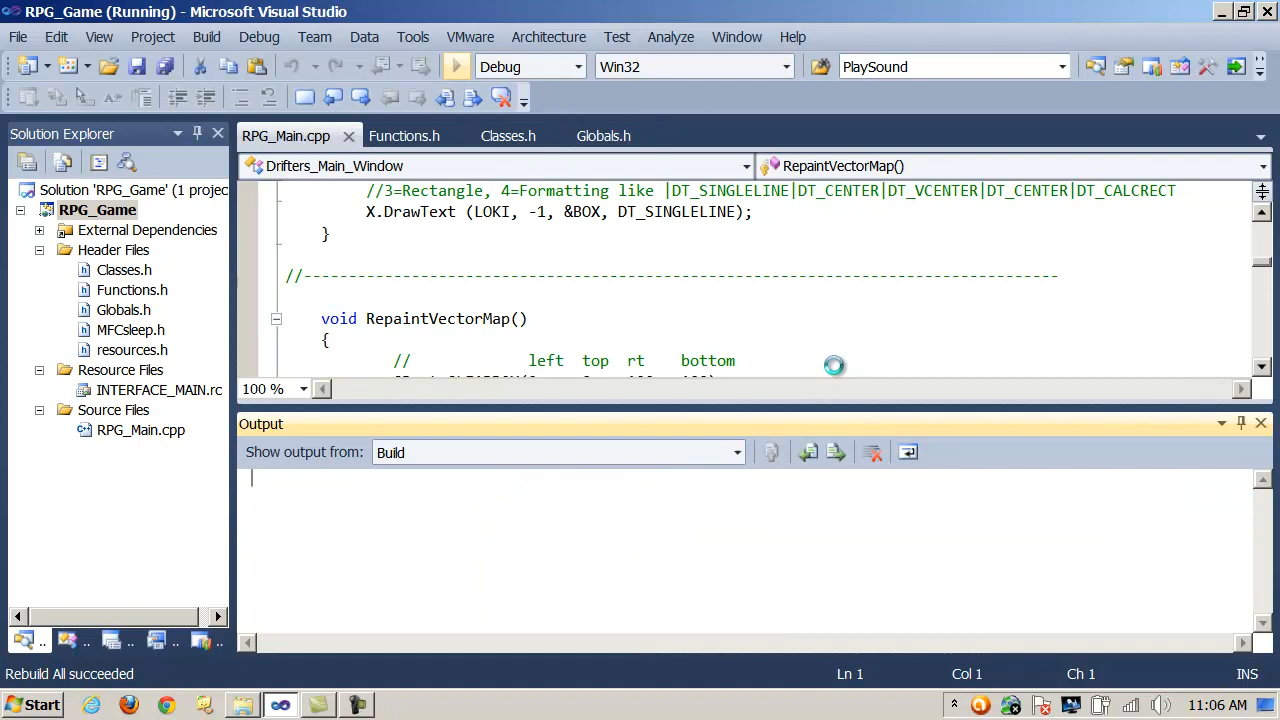 RPG_Game (Running) - Microsoft Visual Studio
File Edit View Project Build Debug Team Data Tools VMware Architecture Test Analyze Window Help
Debug Win32 PlaySound
Solution Explorer
RPG_Main.cpp Functions.h Classes.h Globals.h
Drifters_Main_Window RepaintVectorMap()
Solution 'RPG_Game' (1 projec
RPG_Game
External Dependencies
Header Files
Classes.h
Functions.h
Globals.h
MFCsleep.h
resources.h
Resource Files
INTERFACE_MAIN.rc
Source Files
RPG_Main.cpp
//3=Rectangle, 4=Formatting like |DT_SINGLELINE|DT_CENTER|DT_VCENTER|DT_CENTER|DT_CALCRECT
X.DrawText (LOKI, -1, &BOX, DT_SINGLELINE);
}
//------------------------------------------------------------------------------------
void RepaintVectorMap()
{
// left top rt bottom
100 %
Output
Show output from: Build
Rebuild All succeeded Ln 1 Col 1 Ch 1 INS
Start 11:06 AM